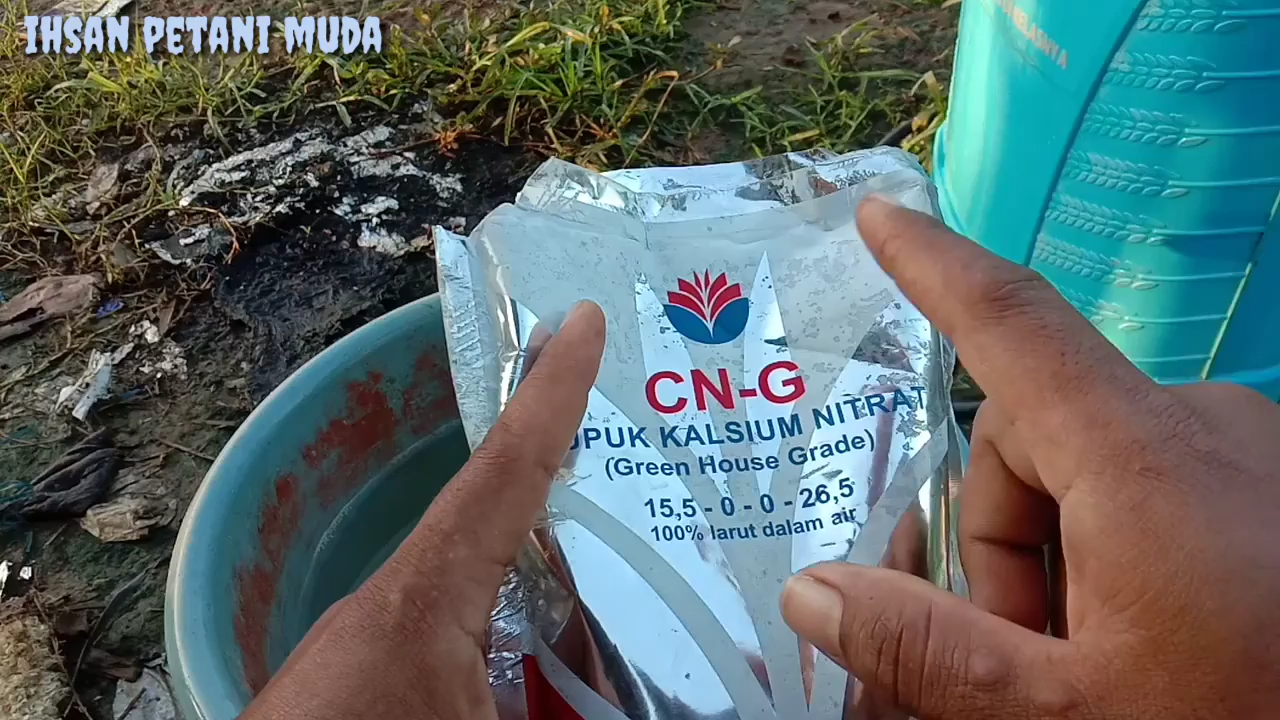 IHSAN PETANI MUDA
CN-G
KALSIUM NITRAT
(Green House Grade)
15,5 - 0 - 0 - 26,5
100% larut dalam air